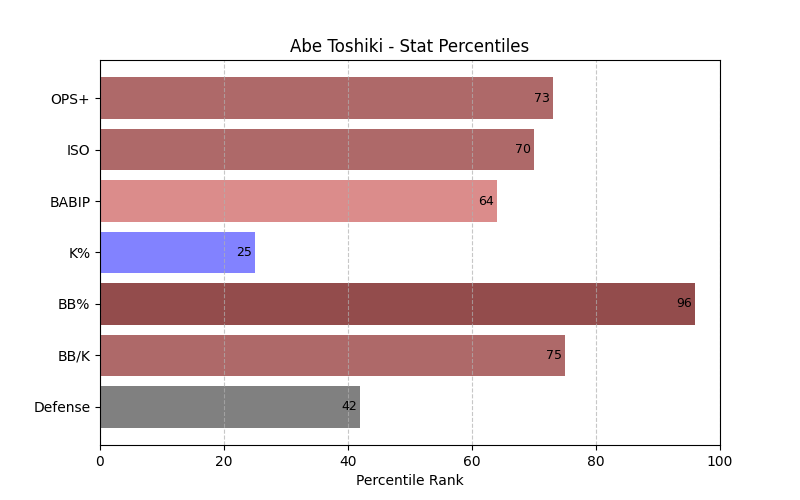 Abe Toshiki - Stat Percentiles
OPS+ 73
ISO 70
BABIP 64
K% 25
BB% 96
BB/K 75
Defense 42
0 20 40 60 80 100
Percentile Rank